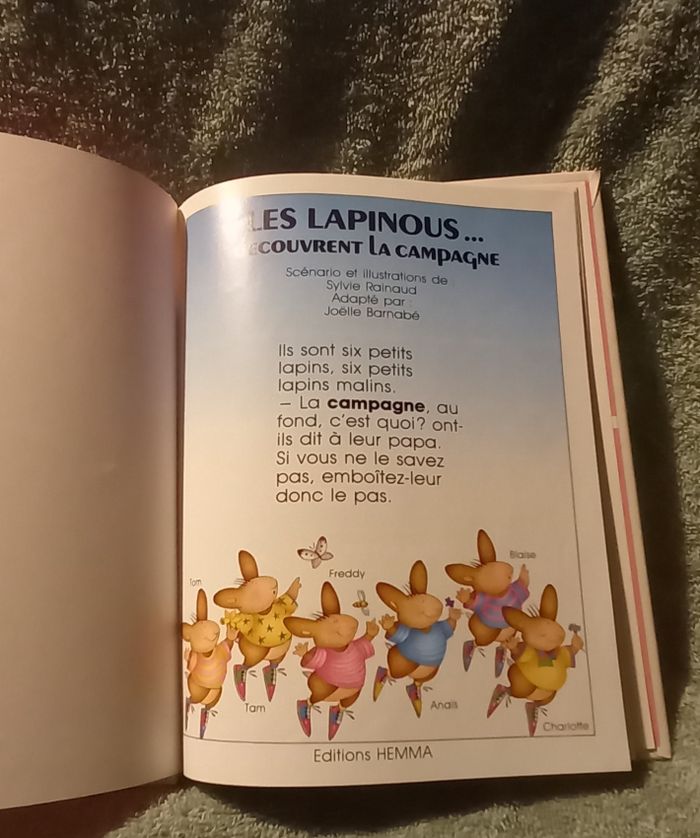 LES LAPINOUS...
ÉCOUVRENT LA CAMPAGNE
Scénario et illustrations de
Sylvie Rainaud
Adapté par
Joëlle Barnabé
Ils sont six petits
lapins, six petits
lapins malins.
– La campagne, au
fond, c'est quoi? ont-
ils dit à leur papa.
Si vous ne le savez
pas, emboîtez-leur
donc le pas.
Blaise
Freddy
Tom
Tam
Anaïs
Charlotte
Editions HEMMA